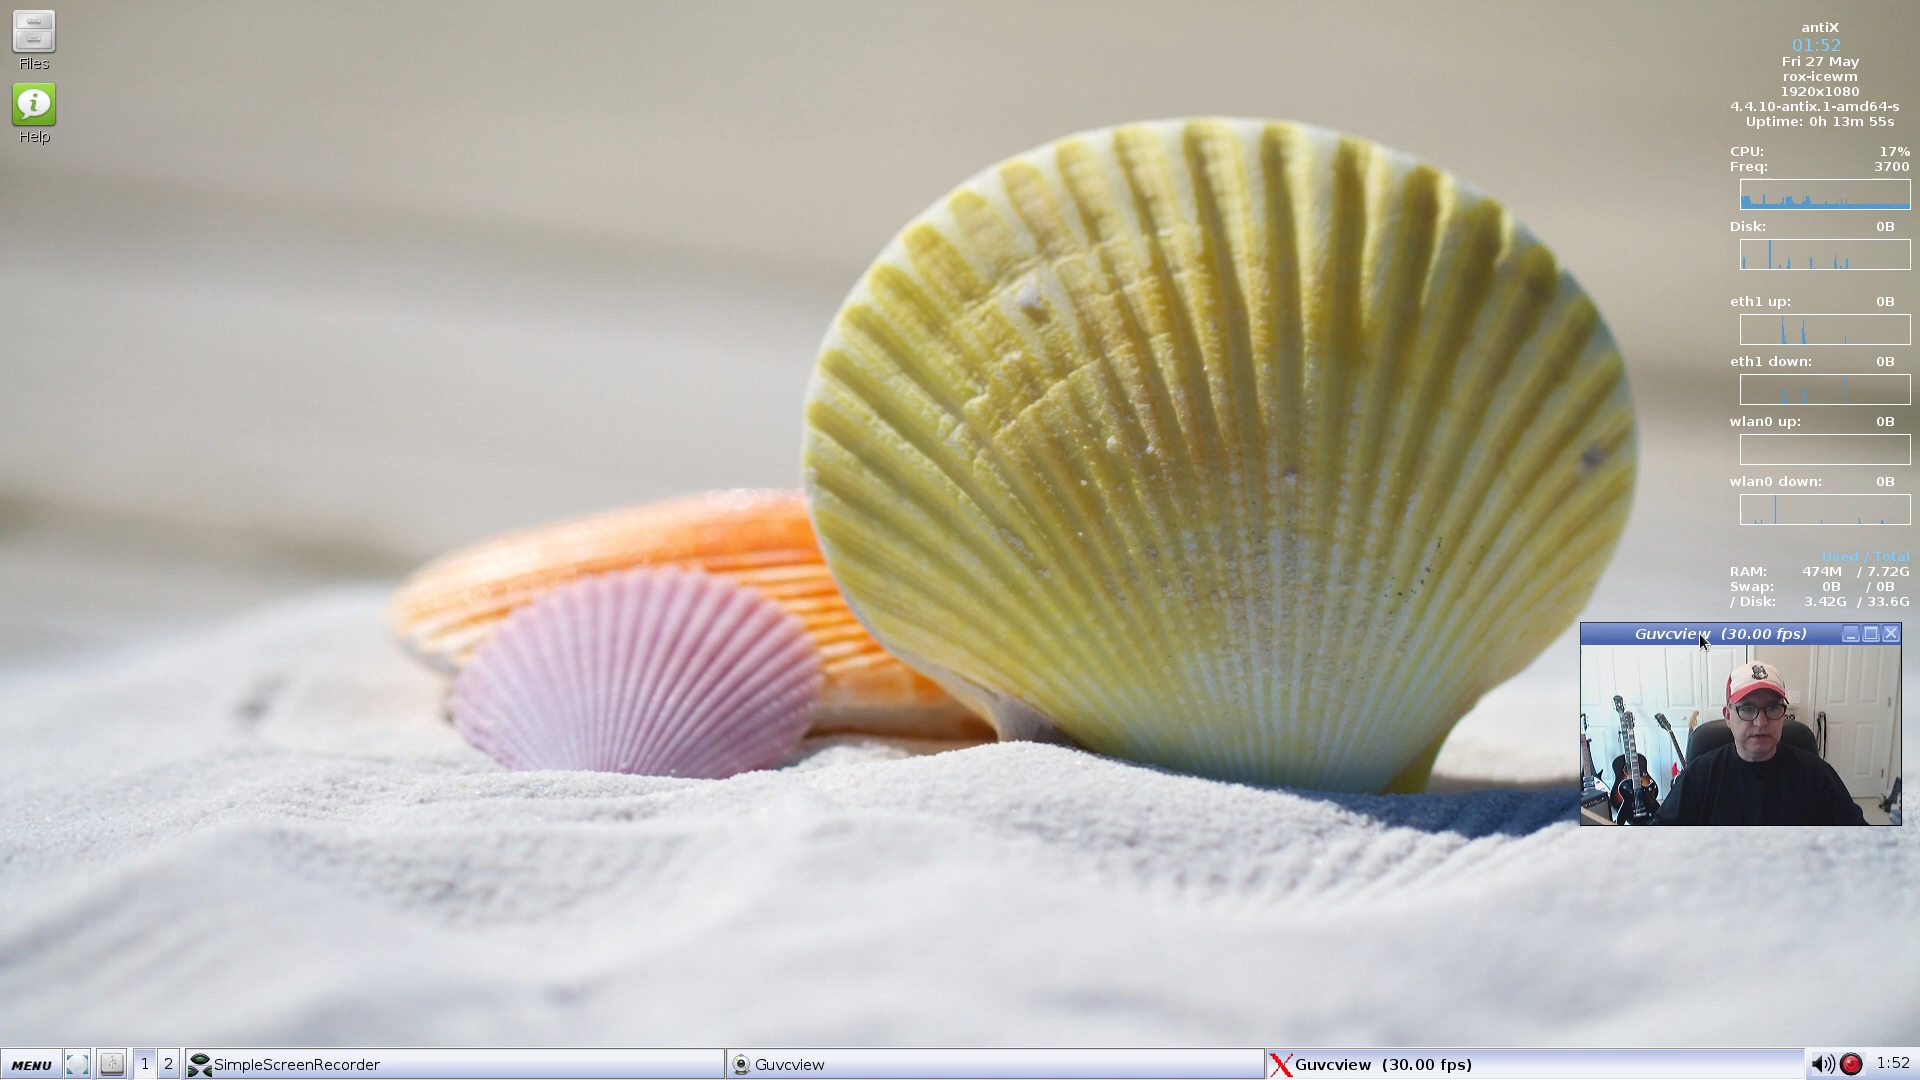 Files
Help
antiX
01:52
Fri 27 May
rox-icewm
1920x1080
4.4.10-antix.1-amd64-s
Uptime: 0h 13m 55s
CPU: 17%
Freq: 3700
Disk: 0B
eth1 up: 0B
eth1 down: 0B
wlan0 up: 0B
wlan0 down: 0B
Used / Total
RAM: 474M / 7.72G
Swap: 0B / 0B
/ Disk: 3.42G / 33.6G
Guvcview (30.00 fps)
MENU 1 2 SimpleScreenRecorder Guvcview Guvcview (30.00 fps) 1:52